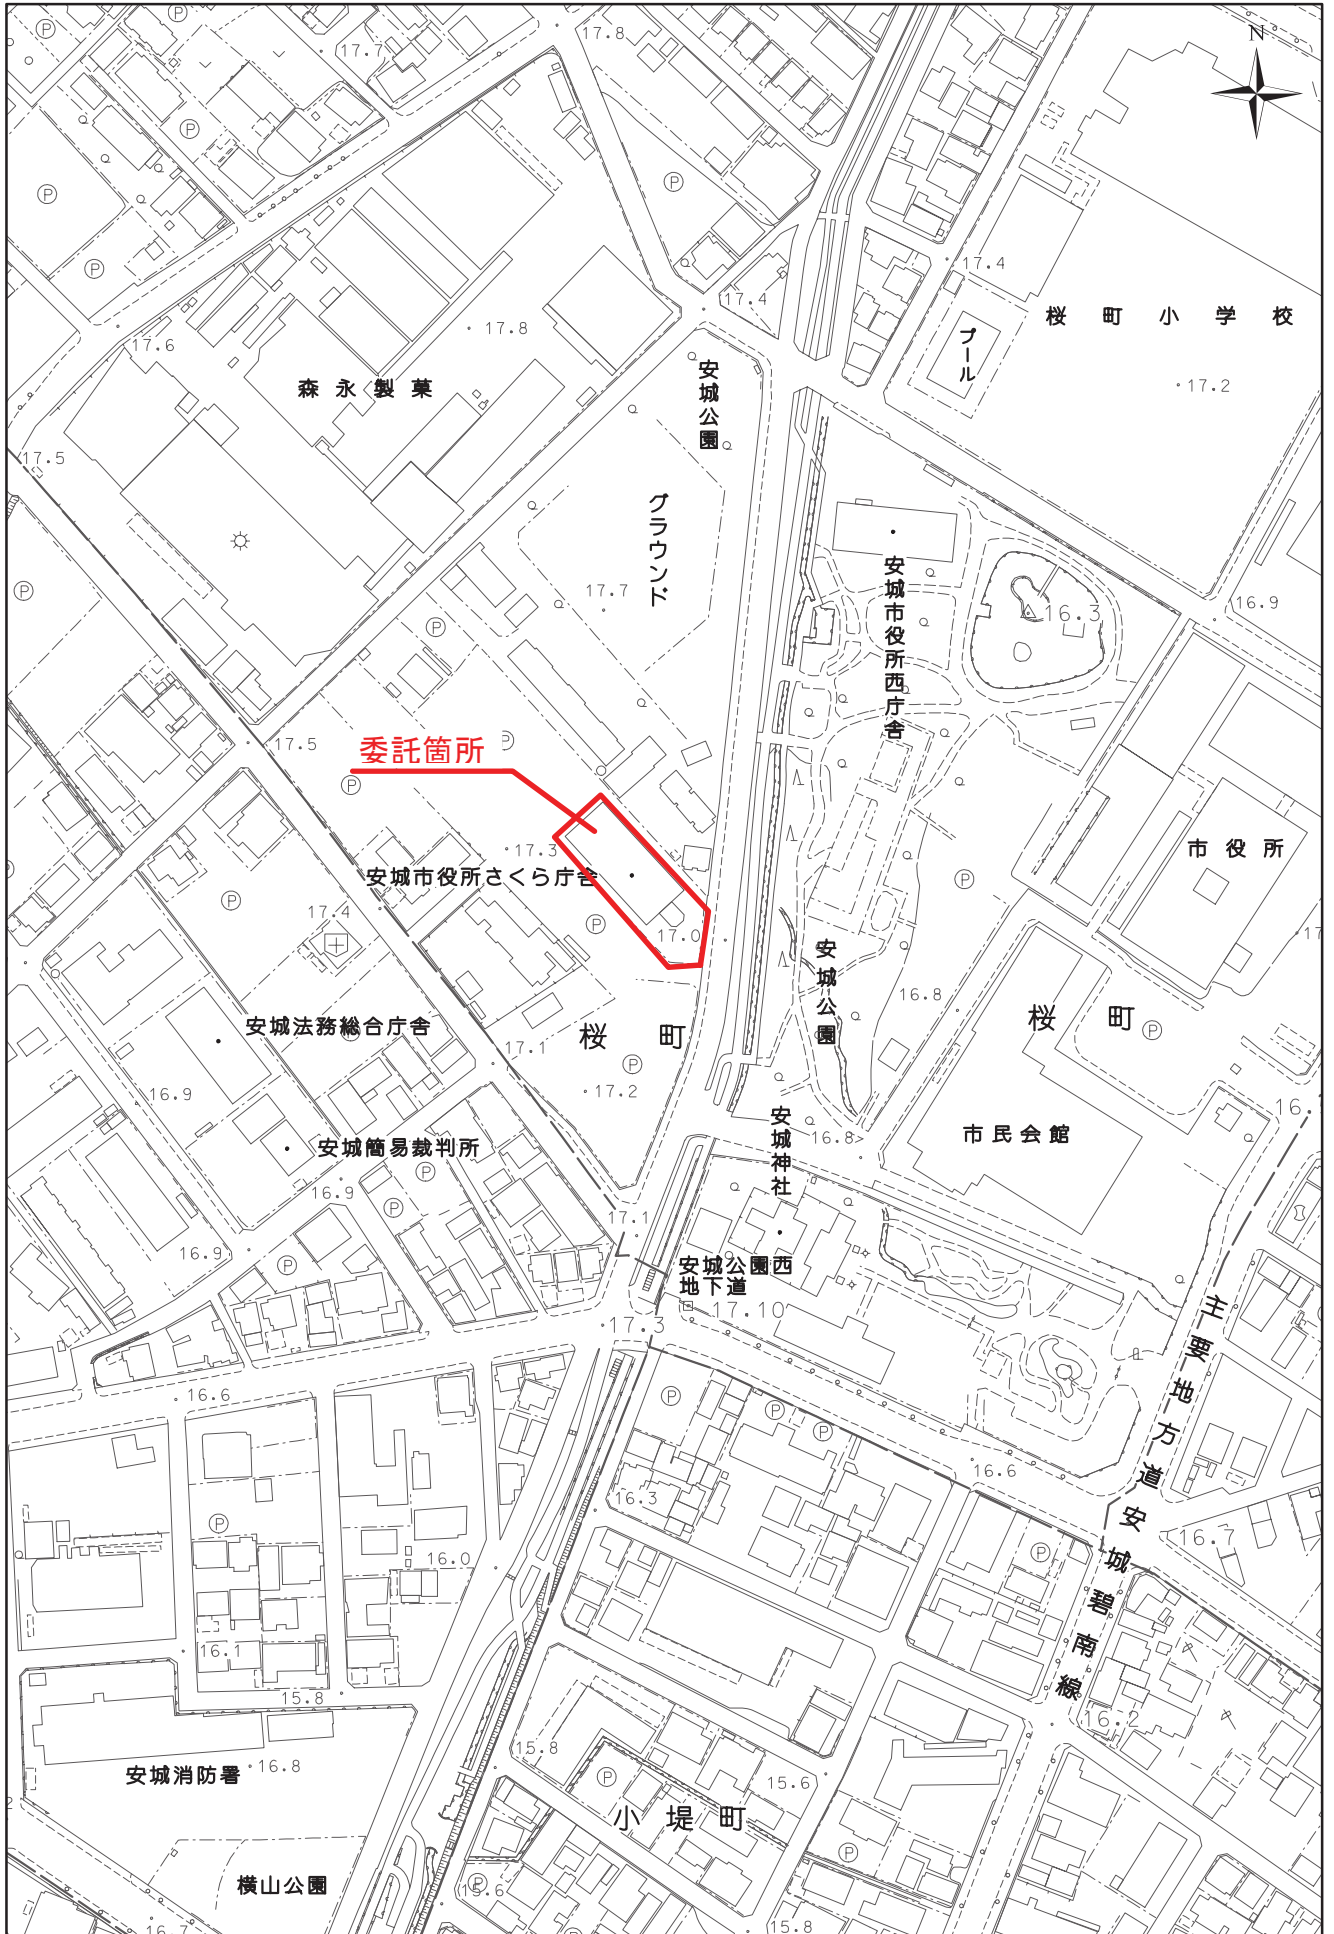 N
17.7
17.8
P
P
P
P
P
P
17.4
17.4
桜町小学校
プール
17.2
17.6
17.8
森永製菓
安城公園
17.5
グラウンド
17.7
安城市役所西庁舎
16.3
16.9
P
P
17.5
委託箇所
P
P
17.3
安城市役所さくら庁舎
市役所
P
P
17.4
P
17.0
安城公園
16.8
桜町
P
安城法務総合庁舎
P
桜町
17.1
P
17.2
16.9
安城神社
16.8
市民会館
16.
安城簡易裁判所
P
P
16.9
17.1
16.9
P
安城公園西
地下道
17.10
17.3
主要地方道安城碧南線
16.6
P
P
P
16.6
16.3
P
16.0
P
16.7
16.1
15.8
16.2
安城消防署
16.8
15.8
P
15.6
小堤町
P
横山公園
P
15.6
16.7
15.8
P